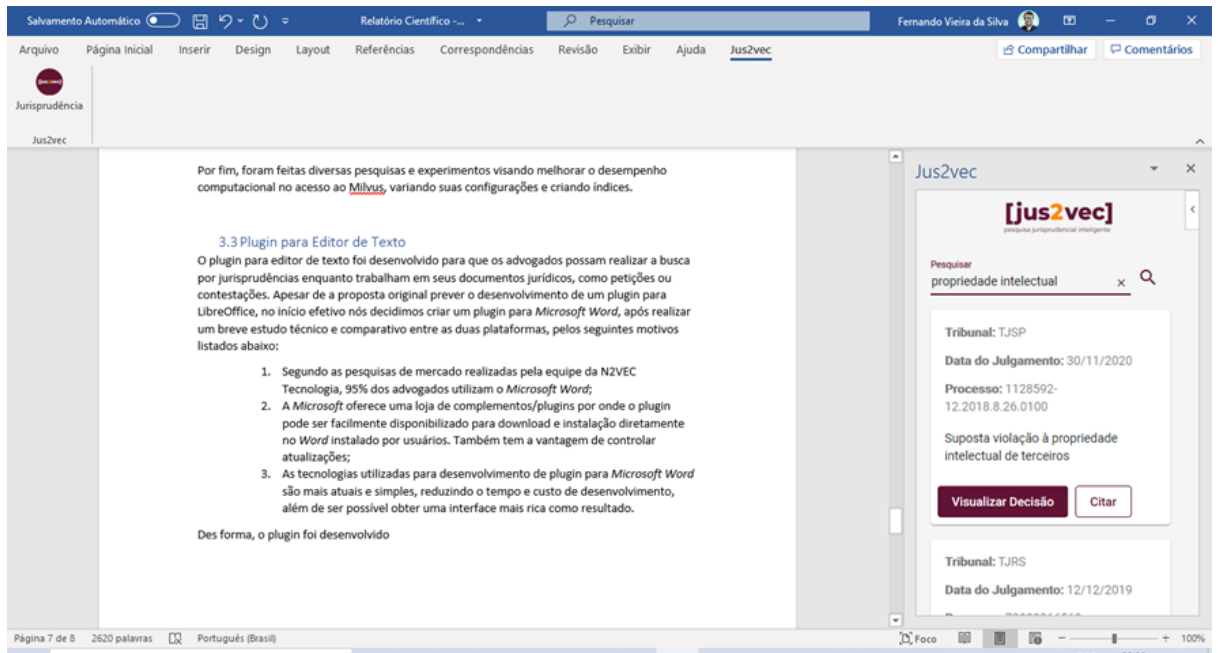 Salvamento Automático
Relatório Científico -...
Pesquisar
Fernando Vieira da Silva
Arquivo Página Inicial Inserir Design Layout Referências Correspondências Revisão Exibir Ajuda Jus2vec
Compartilhar Comentários
[jus2vec]
Jurisprudência
Jus2vec
Por fim, foram feitas diversas pesquisas e experimentos visando melhorar o desempenho
computacional no acesso ao Milvus, variando suas configurações e criando índices.
3.3 Plugin para Editor de Texto
O plugin para editor de texto foi desenvolvido para que os advogados possam realizar a busca
por jurisprudências enquanto trabalham em seus documentos jurídicos, como petições ou
contestações. Apesar de a proposta original prever o desenvolvimento de um plugin para
LibreOffice, no início efetivo nós decidimos criar um plugin para Microsoft Word, após realizar
um breve estudo técnico e comparativo entre as duas plataformas, pelos seguintes motivos
listados abaixo:
1. Segundo as pesquisas de mercado realizadas pela equipe da N2VEC
Tecnologia, 95% dos advogados utilizam o Microsoft Word;
2. A Microsoft oferece uma loja de complementos/plugins por onde o plugin
pode ser facilmente disponibilizado para download e instalação diretamente
no Word instalado por usuários. Também tem a vantagem de controlar
atualizações;
3. As tecnologias utilizadas para desenvolvimento de plugin para Microsoft Word
são mais atuais e simples, reduzindo o tempo e custo de desenvolvimento,
além de ser possível obter uma interface mais rica como resultado.
Des forma, o plugin foi desenvolvido
Jus2vec
[jus2vec]
pesquisa jurisprudencial inteligente
Pesquisar
propriedade intelectual
Tribunal: TJSP
Data do Julgamento: 30/11/2020
Processo: 1128592-
12.2018.8.26.0100
Suposta violação à propriedade
intelectual de terceiros
Visualizar Decisão Citar
Tribunal: TJRS
Data do Julgamento: 12/12/2019
Página 7 de 8 2620 palavras Português (Brasil)
Foco 100%